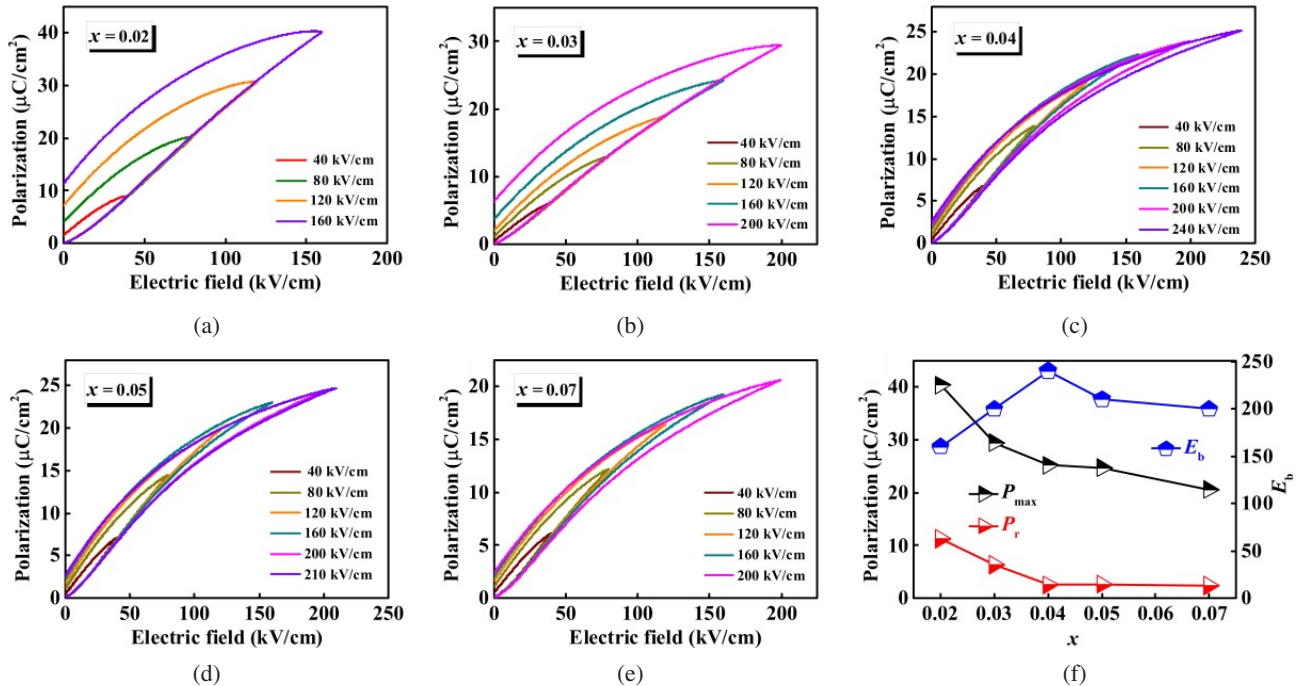 x = 0.02
Polarization (μC/cm²)
40
30
20
10
0
40 kV/cm
80 kV/cm
120 kV/cm
160 kV/cm
0 50 100 150 200
Electric field (kV/cm)
(a)
x = 0.03
Polarization (μC/cm²)
30
20
10
0
40 kV/cm
80 kV/cm
120 kV/cm
160 kV/cm
200 kV/cm
0 50 100 150 200
Electric field (kV/cm)
(b)
x = 0.04
Polarization (μC/cm²)
25
20
15
10
5
0
40 kV/cm
80 kV/cm
120 kV/cm
160 kV/cm
200 kV/cm
240 kV/cm
0 50 100 150 200 250
Electric field (kV/cm)
(c)
x = 0.05
Polarization (μC/cm²)
25
20
15
10
5
0
40 kV/cm
80 kV/cm
120 kV/cm
160 kV/cm
200 kV/cm
210 kV/cm
0 50 100 150 200 250
Electric field (kV/cm)
(d)
x = 0.07
Polarization (μC/cm²)
20
15
10
5
0
40 kV/cm
80 kV/cm
120 kV/cm
160 kV/cm
200 kV/cm
0 50 100 150 200 250
Electric field (kV/cm)
(e)
Polarization (μC/cm²)
40
30
20
10
0
E_b
P_max
P_r
250
200
150
100
50
0
E_b
0.02 0.03 0.04 0.05 0.06 0.07
x
(f)